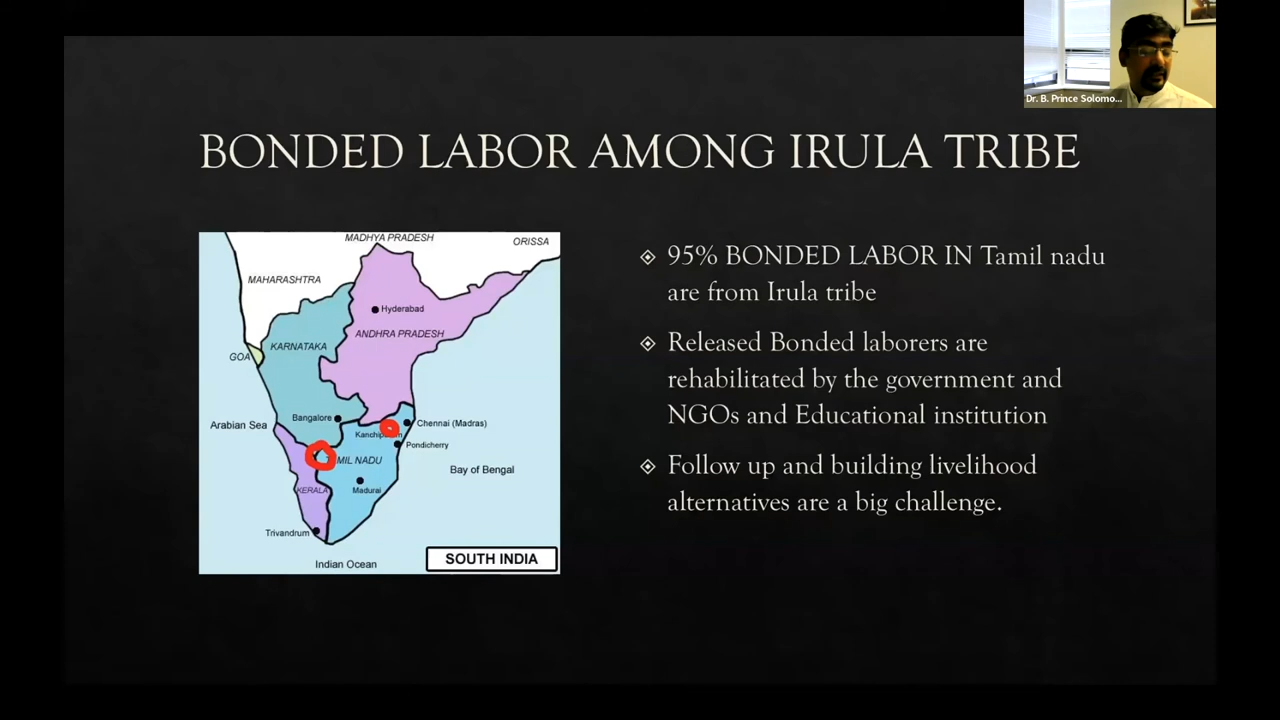 Dr. B. Prince Solomo...
BONDED LABOR AMONG IRULA TRIBE
MADHYA PRADESH
ORISSA
MAHARASHTRA
Hyderabad
ANDHRA PRADESH
KARNATAKA
GOA
Bangalore
Arabian Sea
Chennai (Madras)
Pondicherry
TAMIL NADU
Bay of Bengal
KERALA
Madurai
Trivandrum
Indian Ocean
SOUTH INDIA
95% BONDED LABOR IN Tamil nadu
are from Irula tribe
Released Bonded laborers are
rehabilitated by the government and
NGOs and Educational institution
Follow up and building livelihood
alternatives are a big challenge.